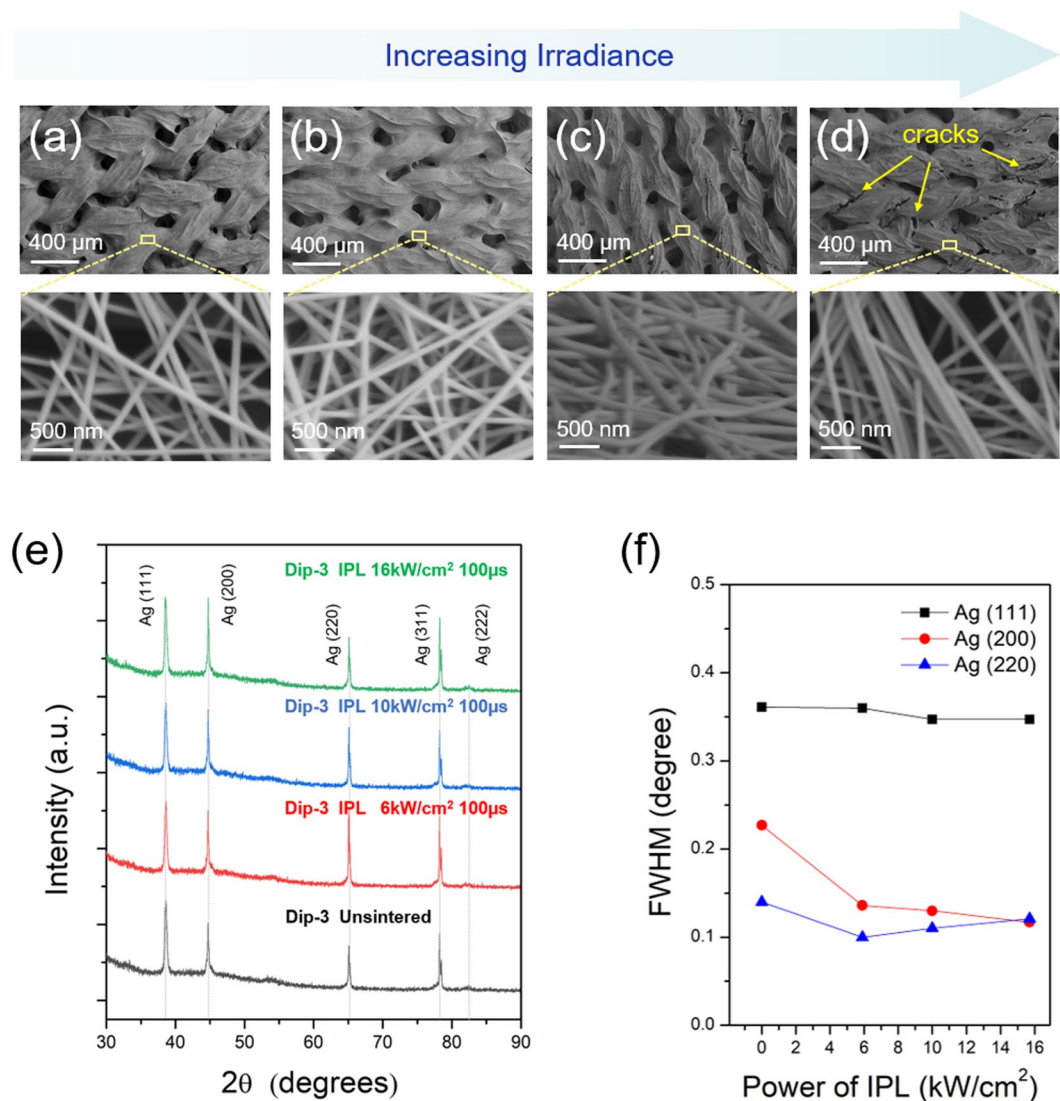 Increasing Irradiance
(a)
(b)
(c)
(d)
cracks
400 µm
400 µm
400 µm
400 µm
500 nm
500 nm
500 nm
500 nm
(e)
Intensity (a.u.)
Ag (111)
Ag (200)
Ag (220)
Ag (311)
Ag (222)
Dip-3 IPL 16kW/cm² 100µs
Dip-3 IPL 10kW/cm² 100µs
Dip-3 IPL 6kW/cm² 100µs
Dip-3 Unsintered
30 40 50 60 70 80 90
2θ (degrees)
(f)
FWHM (degree)
0.5
0.4
0.3
0.2
0.1
0.0
Ag (111)
Ag (200)
Ag (220)
0 2 4 6 8 10 12 14 16
Power of IPL (kW/cm²)